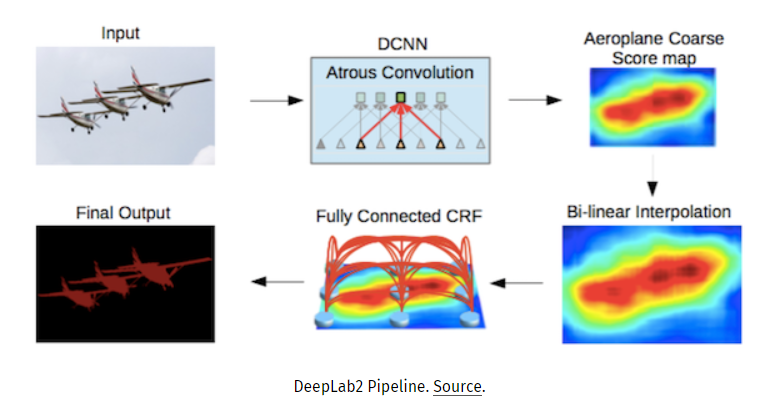 Input
DCNN
Atrous Convolution
Aeroplane Coarse
Score map
Final Output
Fully Connected CRF
Bi-linear Interpolation
DeepLab2 Pipeline. Source.